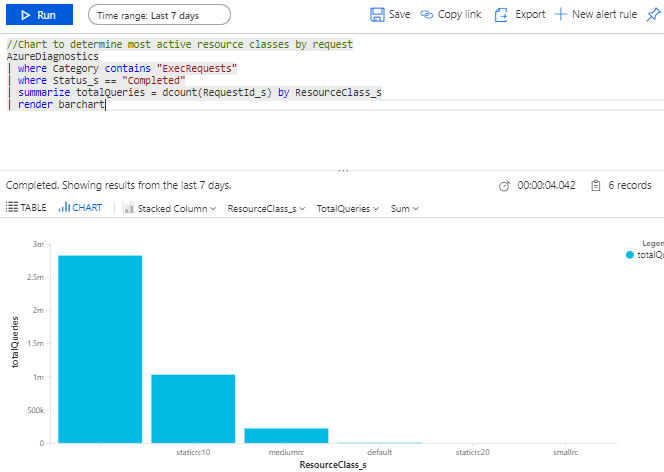 Run
Time range: Last 7 days
Save
Copy link
Export
New alert rule
//Chart to determine most active resource classes by request
AzureDiagnostics
| where Category contains "ExecRequests"
| where Status_s == "Completed"
| summarize totalQueries = dcount(RequestId_s) by ResourceClass_s
| render barchart
...
Completed. Showing results from the last 7 days.
00:00:04.042
6 records
TABLE
CHART
Stacked Column
ResourceClass_s
TotalQueries
Sum
3m
2.5m
2m
1.5m
1m
500k
0
totalQueries
staticrc10
mediumrc
default
staticrc20
smallrc
ResourceClass_s
Legen
totalQu